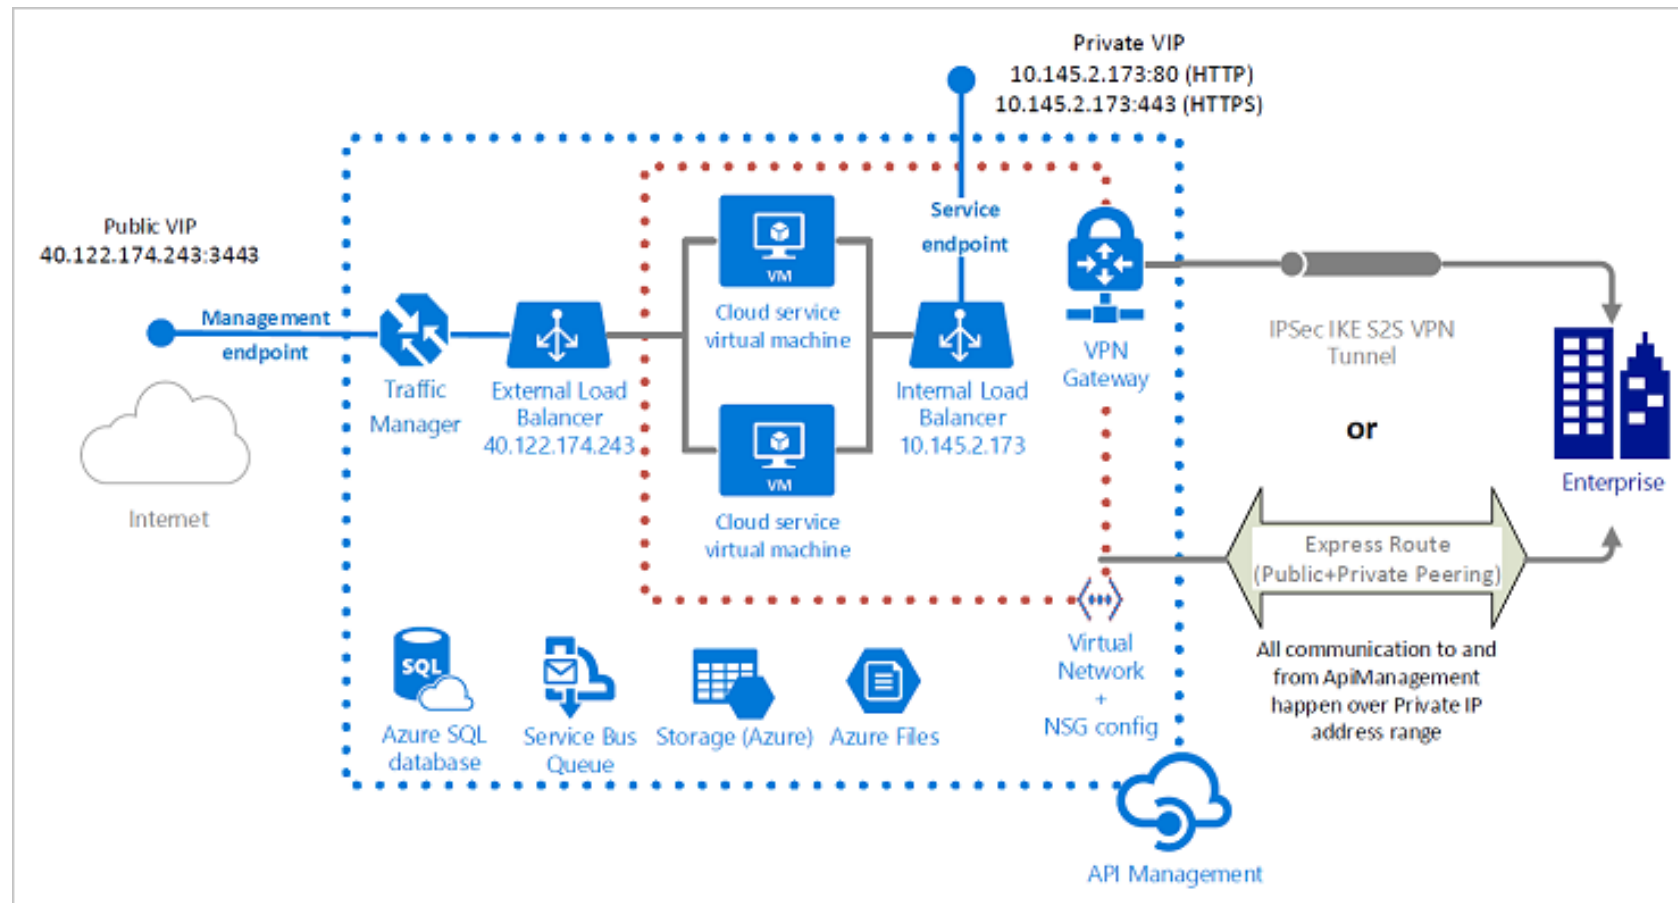 Private VIP
10.145.2.173:80 (HTTP)
10.145.2.173:443 (HTTPS)
Public VIP
40.122.174.243:3443
Management
endpoint
Internet
Traffic
Manager
External Load
Balancer
40.122.174.243
VM
Cloud service
virtual machine
VM
Cloud service
virtual machine
Service
endpoint
Internal Load
Balancer
10.145.2.173
VPN
Gateway
IPSec IKE S2S VPN
Tunnel
or
Enterprise
Express Route
(Public+Private Peering)
All communication to and
from ApiManagement
happen over Private IP
address range
Virtual
Network
+
NSG config
SQL
Azure SQL
database
Service Bus
Queue
Storage (Azure)
Azure Files
API Management